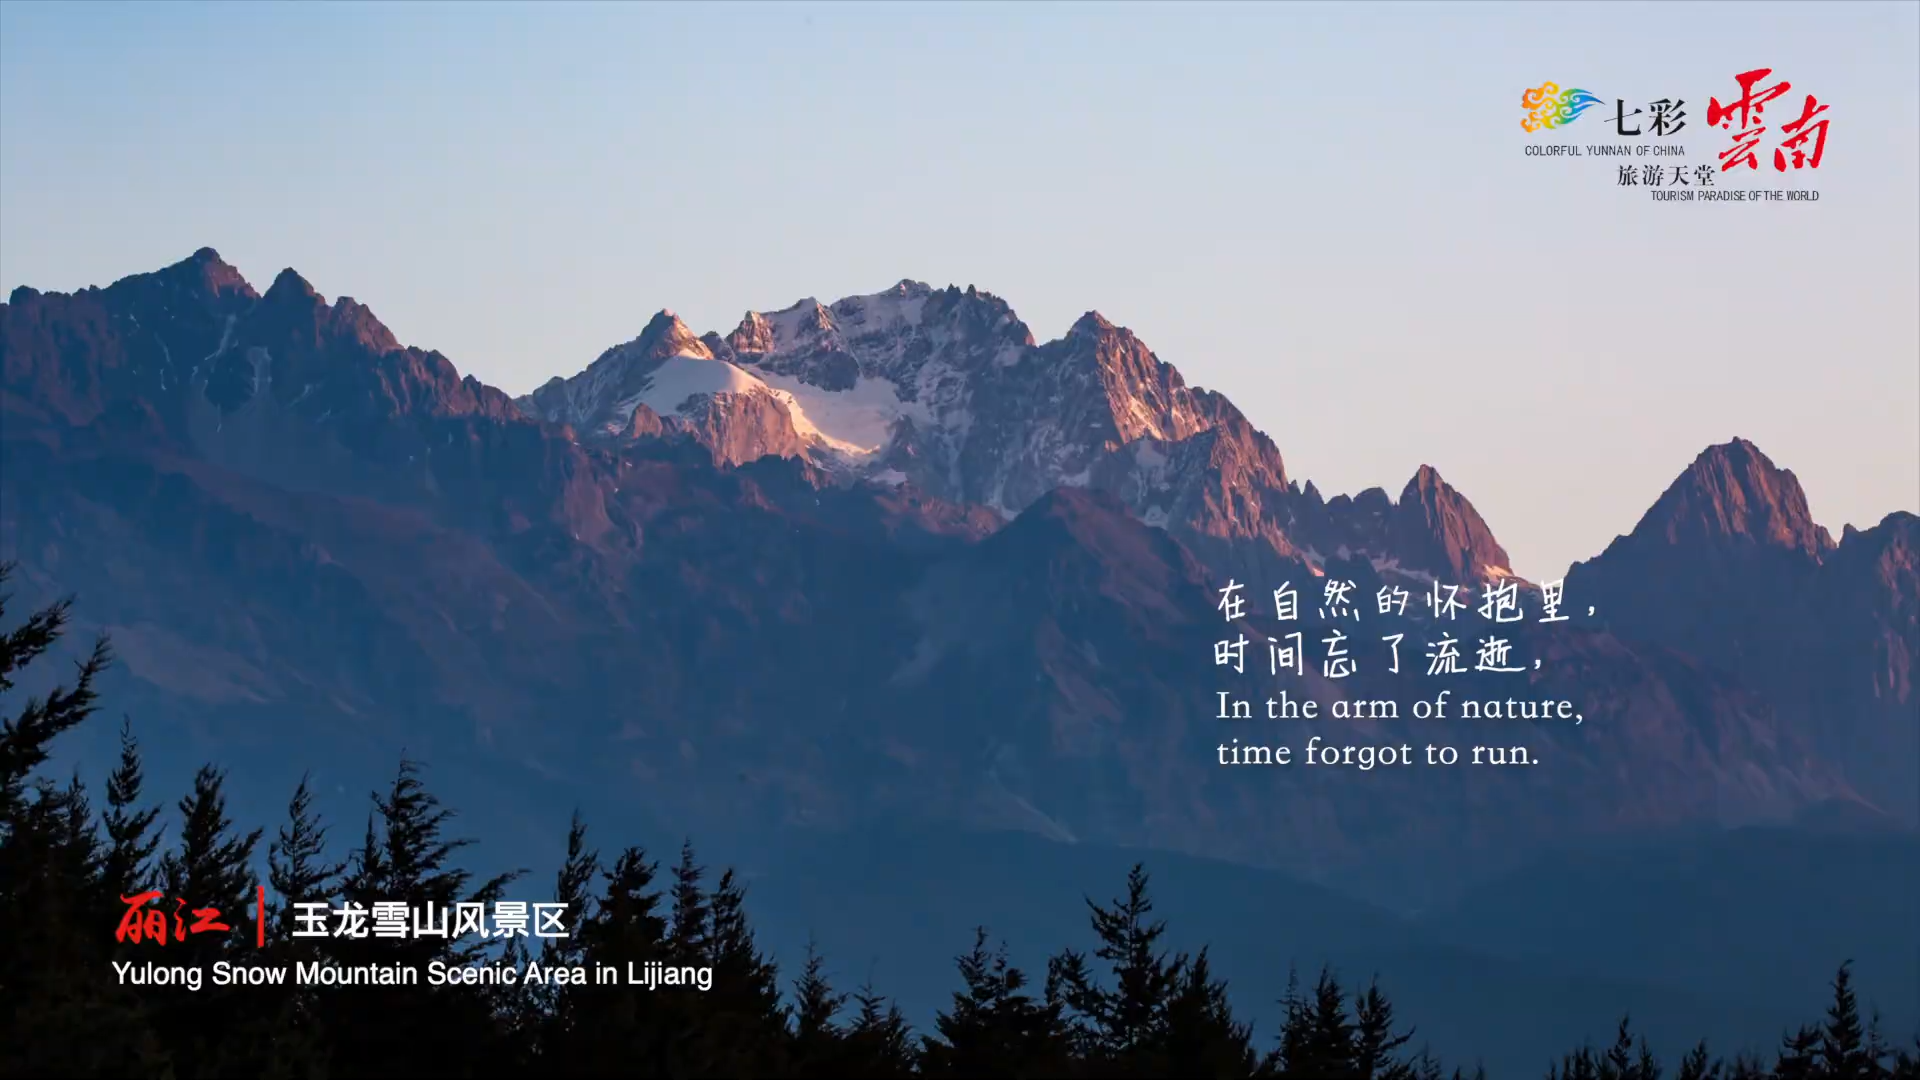 七彩 雲南
COLORFUL YUNNAN OF CHINA
旅游天堂
TOURISM PARADISE OF THE WORLD
在自然的怀抱里，
时间忘了流逝，
In the arm of nature,
time forgot to run.
丽江 | 玉龙雪山风景区
Yulong Snow Mountain Scenic Area in Lijiang